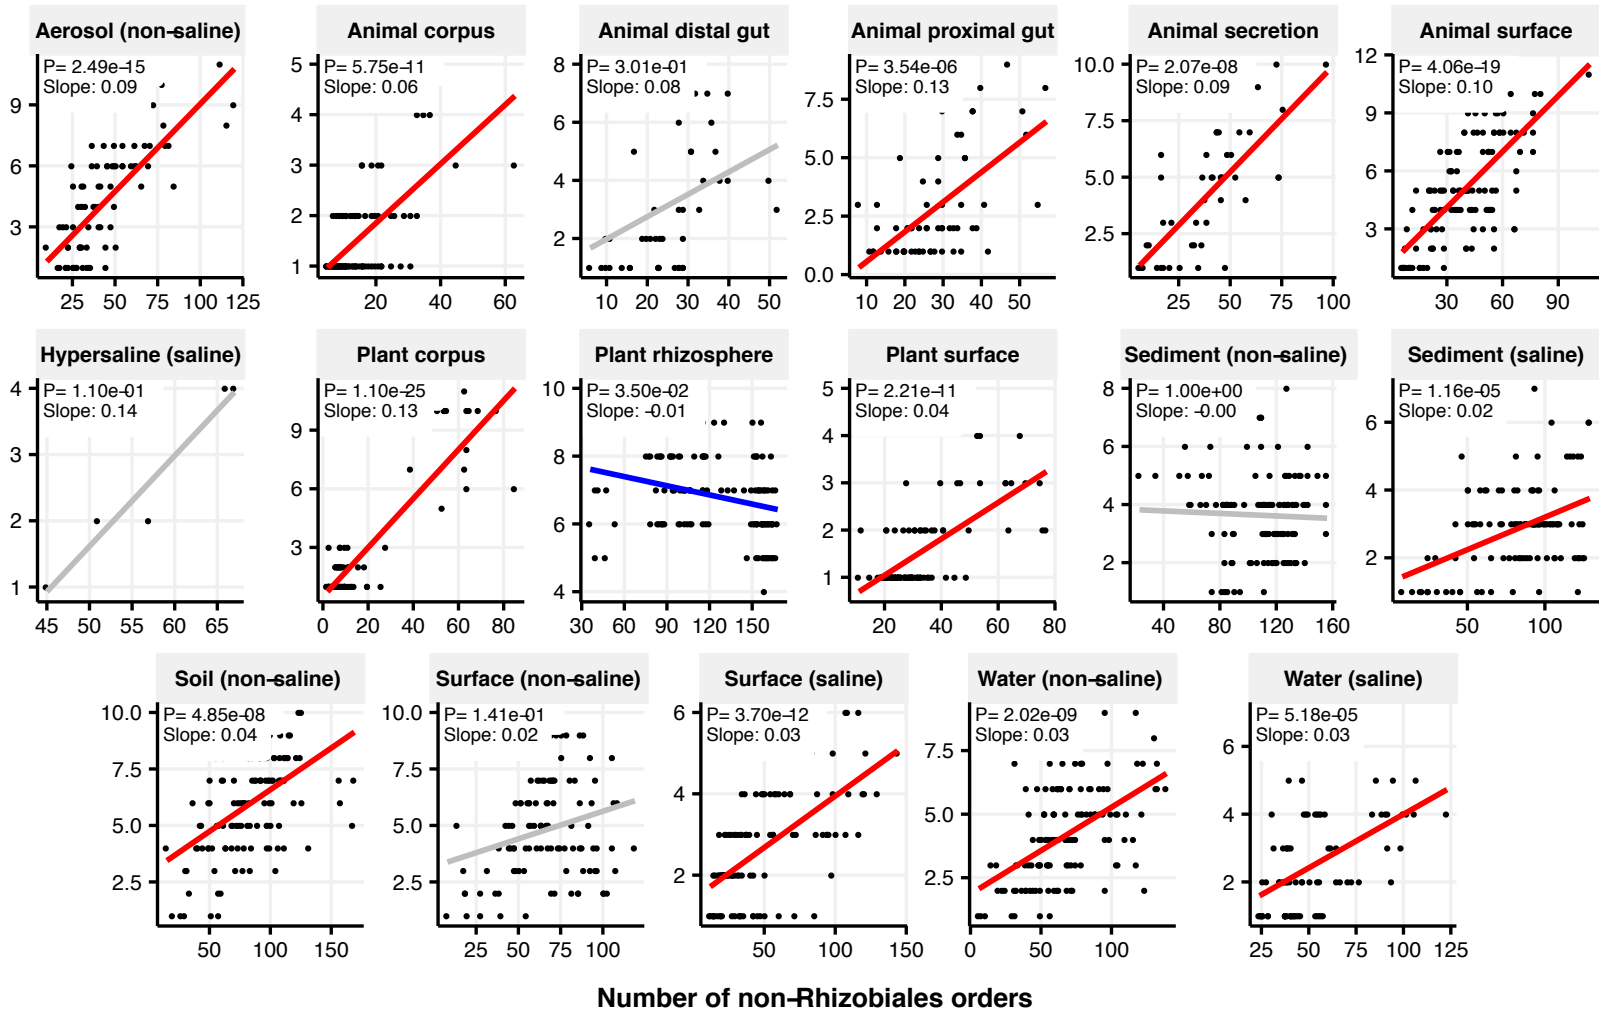 Aerosol (non-saline)
Animal corpus
Animal distal gut
Animal proximal gut
Animal secretion
Animal surface
P= 2.49e-15
Slope: 0.09
9
6
3
25 50 75 100 125
P= 5.75e-11
Slope: 0.06
5
4
3
2
1
20 40 60
P= 3.01e-01
Slope: 0.08
8
6
4
2
10 20 30 40 50
P= 3.54e-06
Slope: 0.13
7.5
5.0
2.5
0.0
10 20 30 40 50
P= 2.07e-08
Slope: 0.09
10.0
7.5
5.0
2.5
25 50 75 100
P= 4.06e-19
Slope: 0.10
12
9
6
3
30 60 90
Hypersaline (saline)
Plant corpus
Plant rhizosphere
Plant surface
Sediment (non-saline)
Sediment (saline)
P= 1.10e-01
Slope: 0.14
4
3
2
1
45 50 55 60 65
P= 1.10e-25
Slope: 0.13
9
6
3
0 20 40 60 80
P= 3.50e-02
Slope: -0.01
10
8
6
4
30 60 90 120 150
P= 2.21e-11
Slope: 0.04
5
4
3
2
1
20 40 60 80
P= 1.00e+00
Slope: -0.00
8
6
4
2
40 80 120 160
P= 1.16e-05
Slope: 0.02
6
4
2
50 100
Soil (non-saline)
Surface (non-saline)
Surface (saline)
Water (non-saline)
Water (saline)
P= 4.85e-08
Slope: 0.04
10.0
7.5
5.0
2.5
50 100 150
P= 1.41e-01
Slope: 0.02
10.0
7.5
5.0
2.5
25 50 75 100
P= 3.70e-12
Slope: 0.03
6
4
2
50 100 150
P= 2.02e-09
Slope: 0.03
7.5
5.0
2.5
0 50 100
P= 5.18e-05
Slope: 0.03
6
4
2
25 50 75 100 125
Number of non-Rhizobiales orders